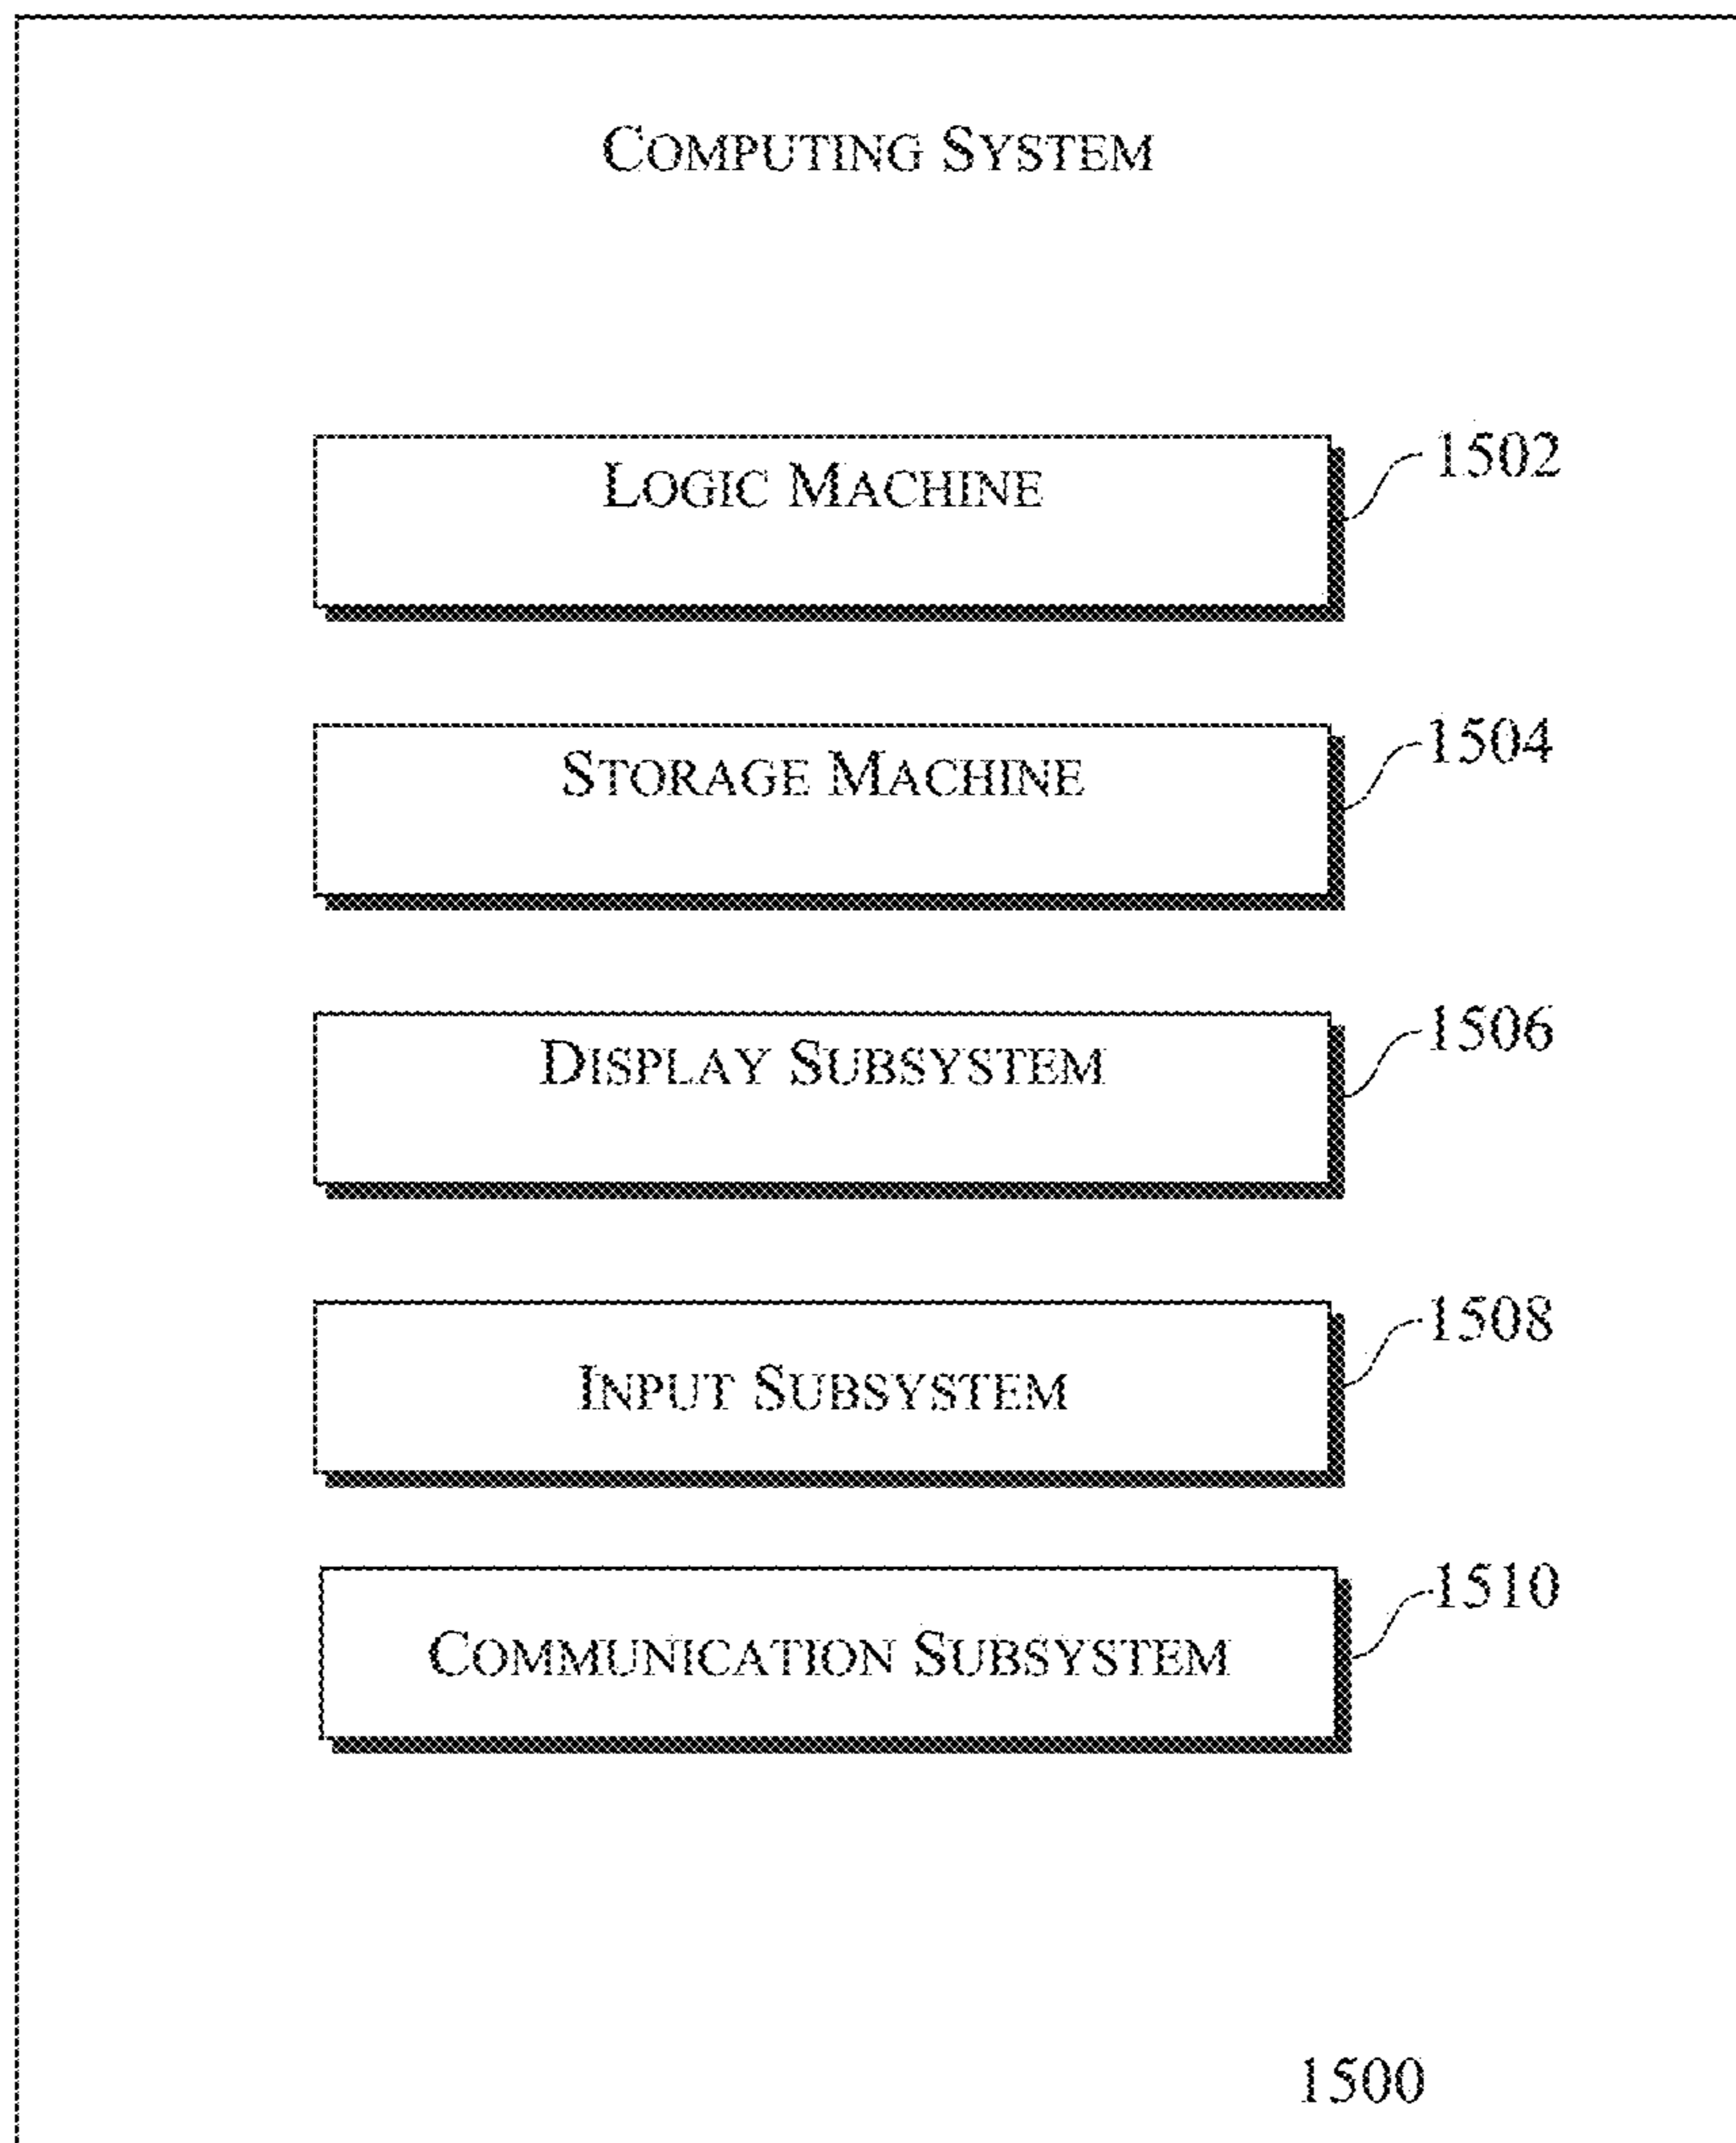 COMPUTING SYSTEM
LOGIC MACHINE
1502
STORAGE MACHINE
1504
DISPLAY SUBSYSTEM
1506
INPUT SUBSYSTEM
1508
COMMUNICATION SUBSYSTEM
1510
1500